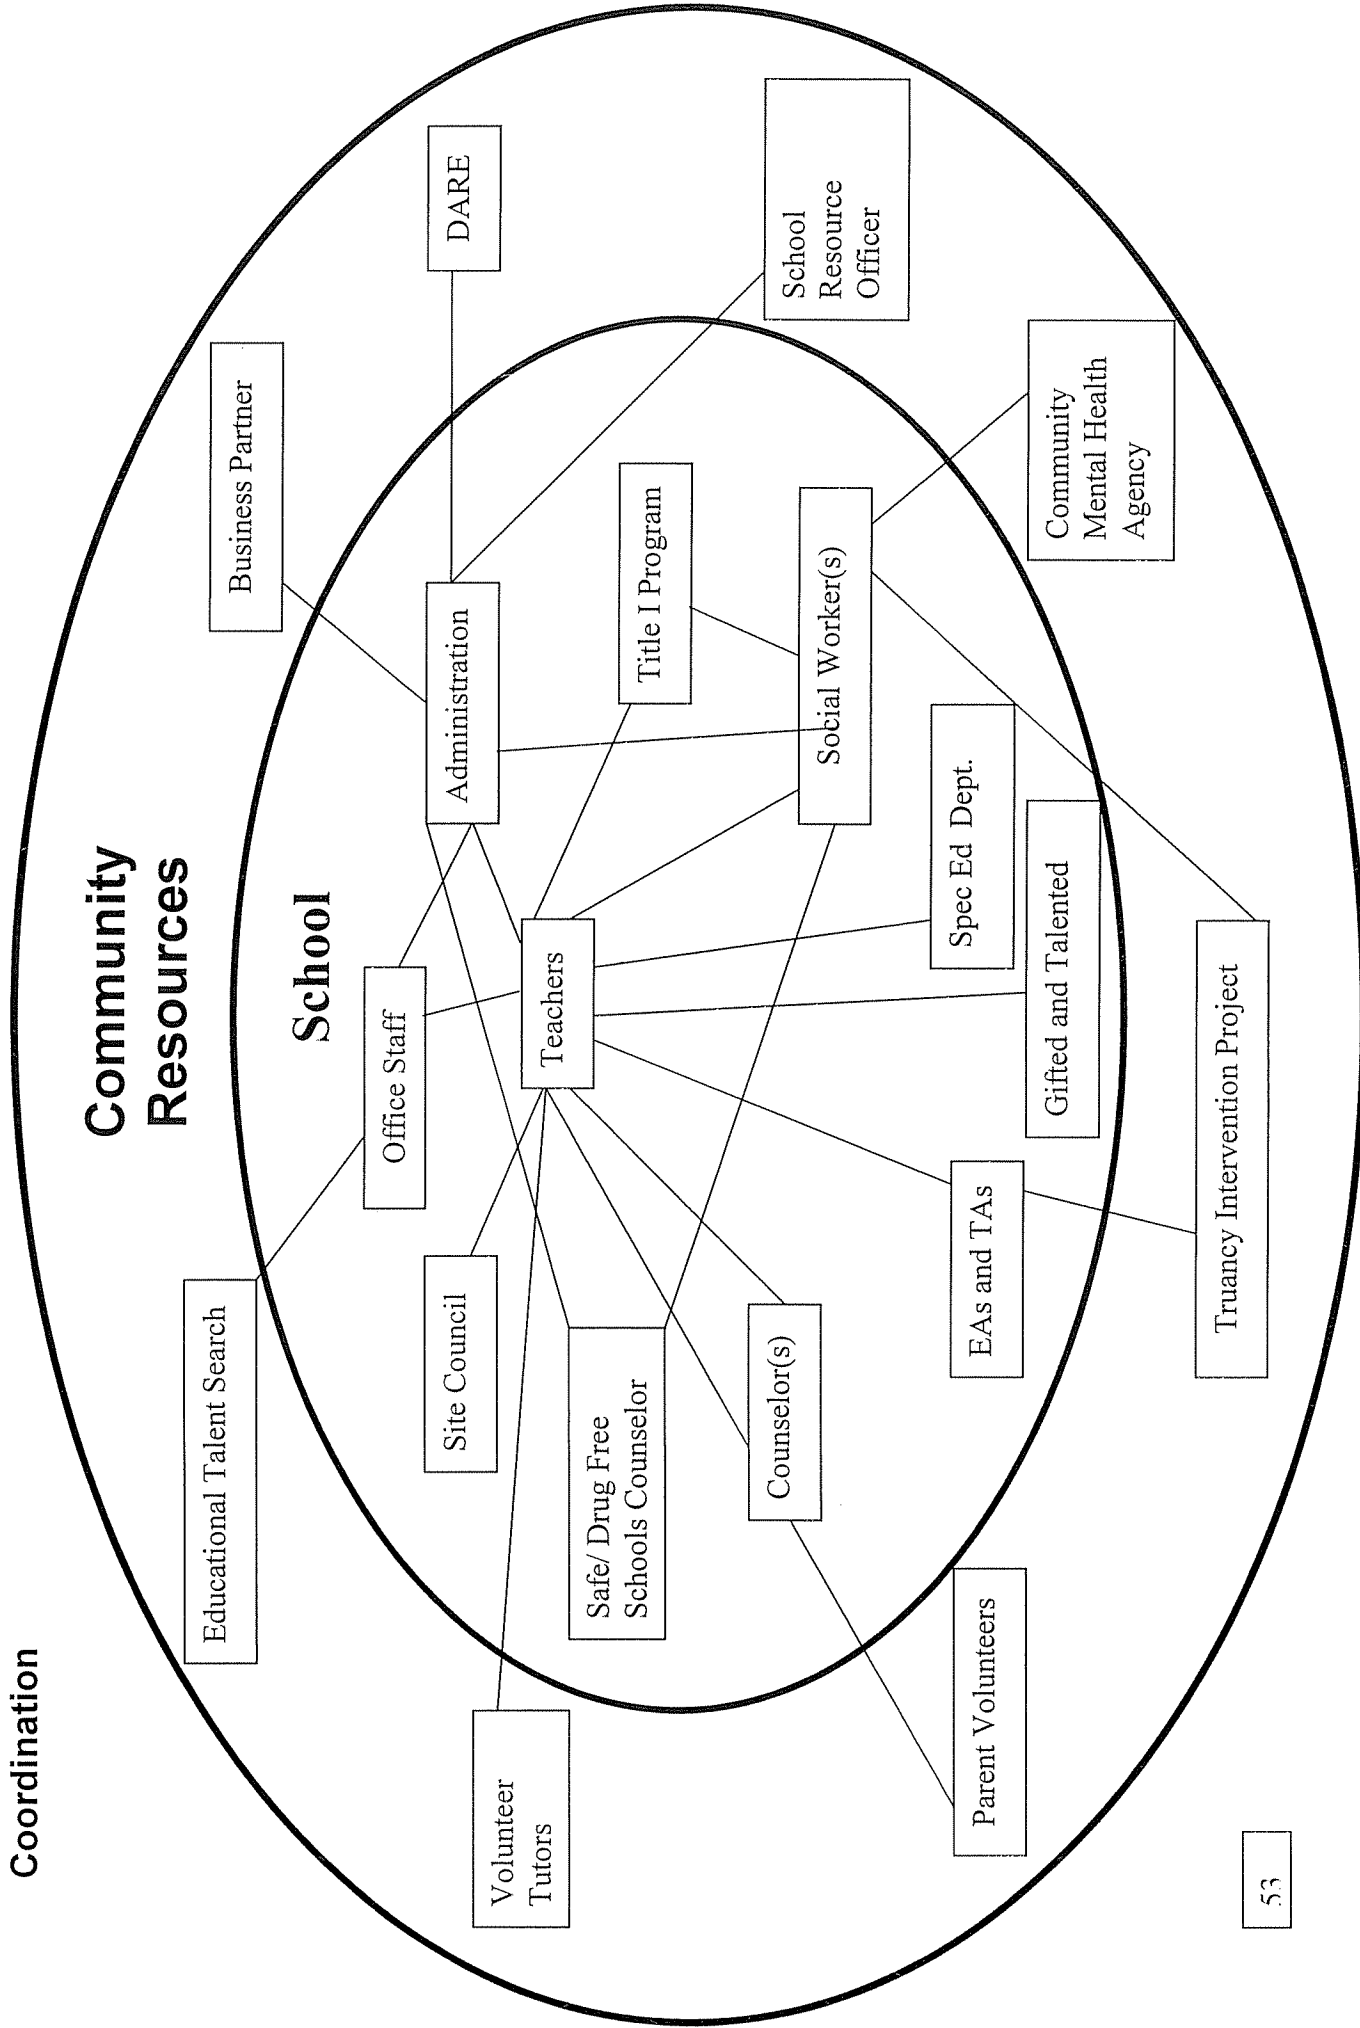 Coordination
Community
Resources
Educational Talent Search
Business Partner
School
Office Staff
Site Council
Administration
DARE
Volunteer
Tutors
Teachers
Safe/ Drug Free
Schools Counselor
Title I Program
Counselor(s)
Social Worker(s)
School
Resource
Officer
Parent Volunteers
EAs and TAs
Spec Ed Dept.
Gifted and Talented
Community
Mental Health
Agency
Truancy Intervention Project
53